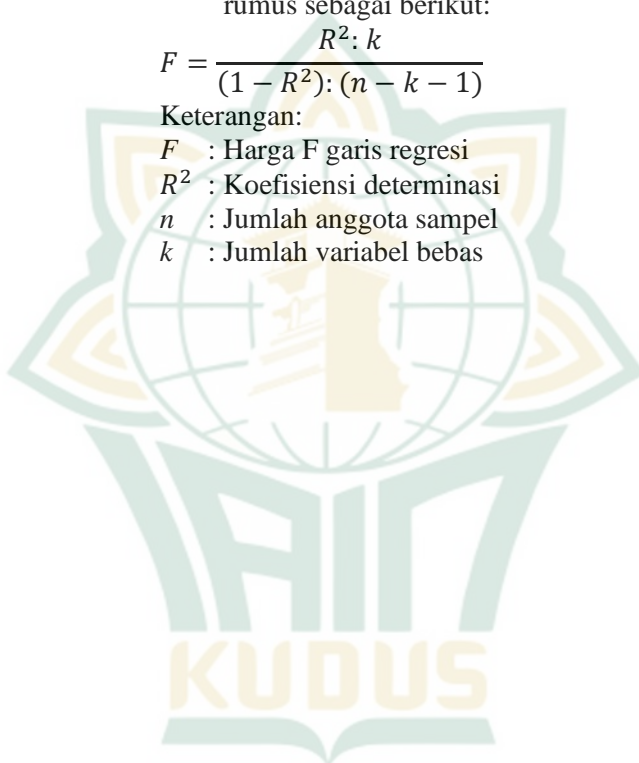 rumus sebagai berikut:
F = R²: k / (1 − R²): (n − k − 1)
Keterangan:
F : Harga F garis regresi
R² : Koefisiensi determinasi
n : Jumlah anggota sampel
k : Jumlah variabel bebas
IAIN
KUDUS